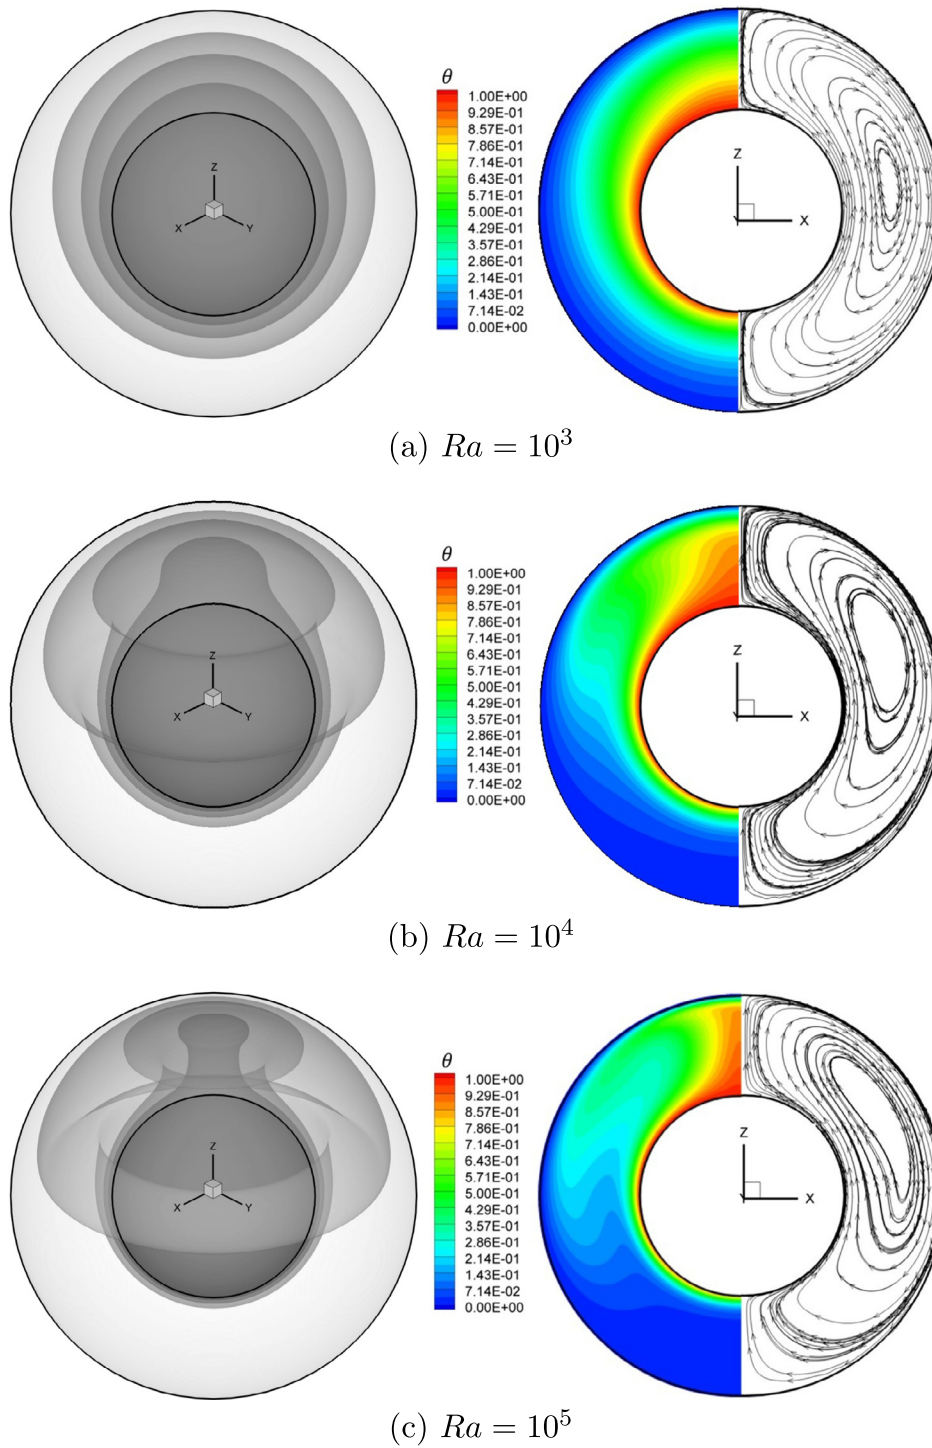 Z
X
Y
θ
1.00E+00
9.29E-01
8.57E-01
7.86E-01
7.14E-01
6.43E-01
5.71E-01
5.00E-01
4.29E-01
3.57E-01
2.86E-01
2.14E-01
1.43E-01
7.14E-02
0.00E+00
Z
Y
X
(a) Ra = 10³
Z
X
Y
θ
1.00E+00
9.29E-01
8.57E-01
7.86E-01
7.14E-01
6.43E-01
5.71E-01
5.00E-01
4.29E-01
3.57E-01
2.86E-01
2.14E-01
1.43E-01
7.14E-02
0.00E+00
Z
Y
X
(b) Ra = 10⁴
Z
X
Y
θ
1.00E+00
9.29E-01
8.57E-01
7.86E-01
7.14E-01
6.43E-01
5.71E-01
5.00E-01
4.29E-01
3.57E-01
2.86E-01
2.14E-01
1.43E-01
7.14E-02
0.00E+00
Z
Y
X
(c) Ra = 10⁵